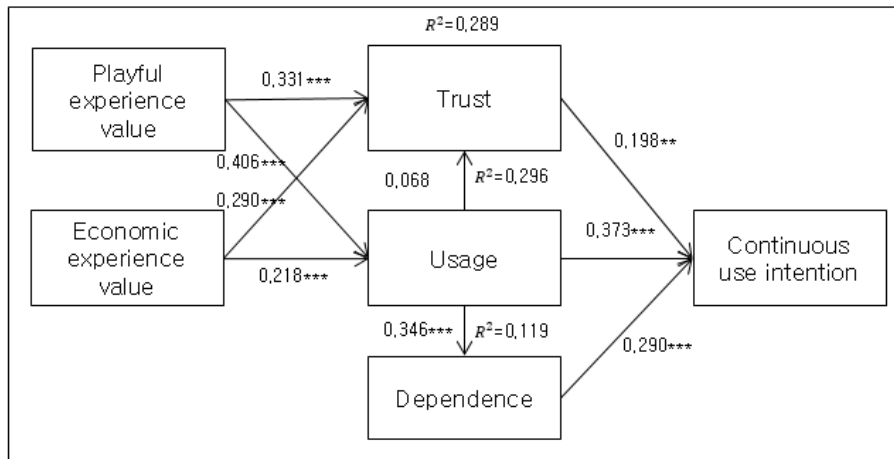 R²=0,289
Playful
experience
value
0,331***
Trust
0,406***
0,290***
0,068
R²=0,296
0,198**
Economic
experience
value
0,218***
Usage
0,373***
Continuous
use intention
0,346***
R²=0,119
0,290***
Dependence